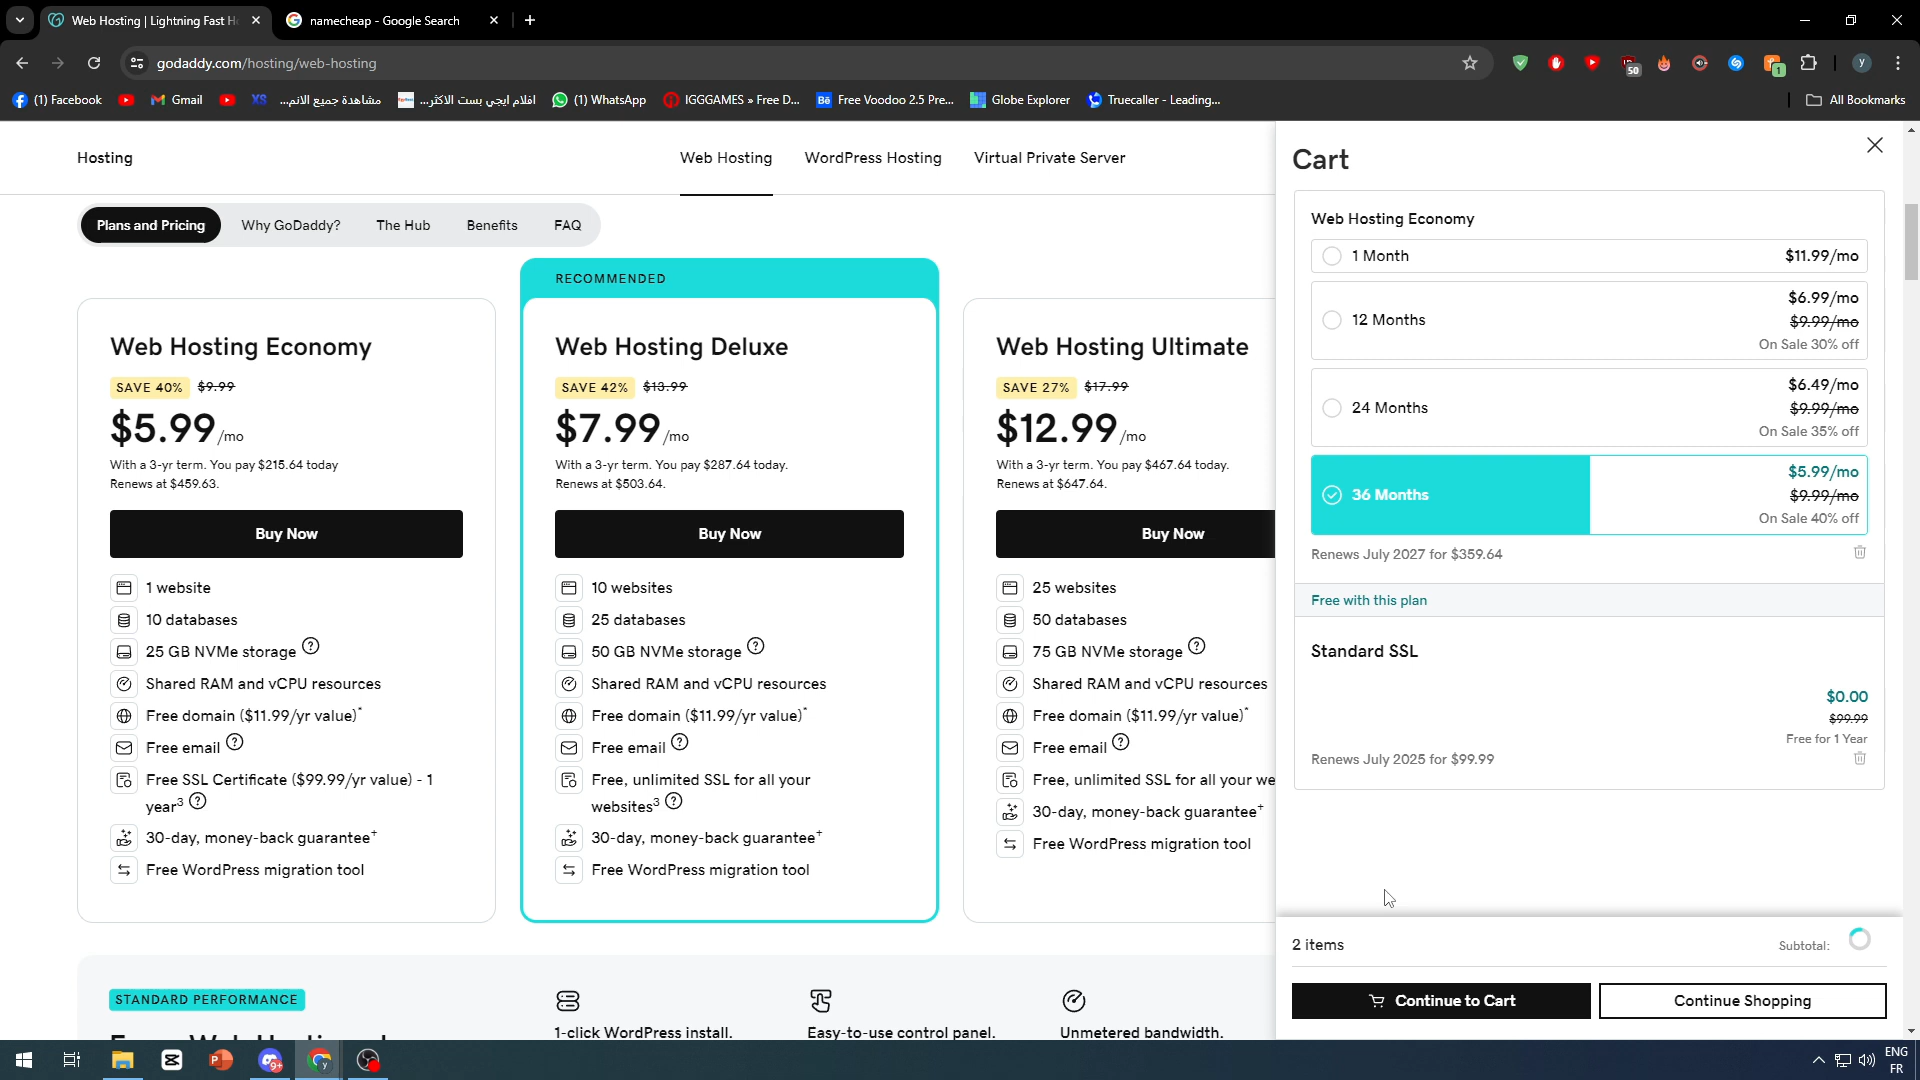 Web Hosting | Lightning Fast H
namecheap - Google Search
godaddy.com/hosting/web-hosting
50
1
y
(1) Facebook
Gmail
XS
مشاهدة جميع الانم...
افلام ايجي بست الاكثر...
(1) WhatsApp
IGGGAMES » Free D...
Bē
Free Voodoo 2.5 Pre...
Globe Explorer
Truecaller - Leading...
All Bookmarks
Hosting
Web Hosting
WordPress Hosting
Virtual Private Server
Plans and Pricing
Why GoDaddy?
The Hub
Benefits
FAQ
RECOMMENDED
Web Hosting Economy
SAVE 40% $9.99
$5.99/mo
With a 3-yr term. You pay $215.64 today
Renews at $459.63.
Buy Now
1 website
10 databases
25 GB NVMe storage ?
Shared RAM and vCPU resources
Free domain ($11.99/yr value)*
Free email ?
Free SSL Certificate ($99.99/yr value) - 1
year3 ?
30-day, money-back guarantee+
Free WordPress migration tool
Web Hosting Deluxe
SAVE 42% $13.99
$7.99/mo
With a 3-yr term. You pay $287.64 today.
Renews at $503.64.
Buy Now
10 websites
25 databases
50 GB NVMe storage ?
Shared RAM and vCPU resources
Free domain ($11.99/yr value)*
Free email ?
Free, unlimited SSL for all your
websites3 ?
30-day, money-back guarantee+
Free WordPress migration tool
Web Hosting Ultimate
SAVE 27% $17.99
$12.99/mo
With a 3-yr term. You pay $467.64 today.
Renews at $647.64.
Buy Now
25 websites
50 databases
75 GB NVMe storage ?
Shared RAM and vCPU resources
Free domain ($11.99/yr value)*
Free email ?
Free, unlimited SSL for all your we
30-day, money-back guarantee+
Free WordPress migration tool
STANDARD PERFORMANCE
1-click WordPress install.
Easy-to-use control panel.
Unmetered bandwidth.
Cart
Web Hosting Economy
1 Month $11.99/mo
$6.99/mo
12 Months $9.99/mo
On Sale 30% off
$6.49/mo
24 Months $9.99/mo
On Sale 35% off
$5.99/mo
36 Months $9.99/mo
On Sale 40% off
Renews July 2027 for $359.64
Free with this plan
Standard SSL
$0.00
$99.99
Free for 1 Year
Renews July 2025 for $99.99
2 items
Subtotal:
Continue to Cart
Continue Shopping
9+
ENG
FR